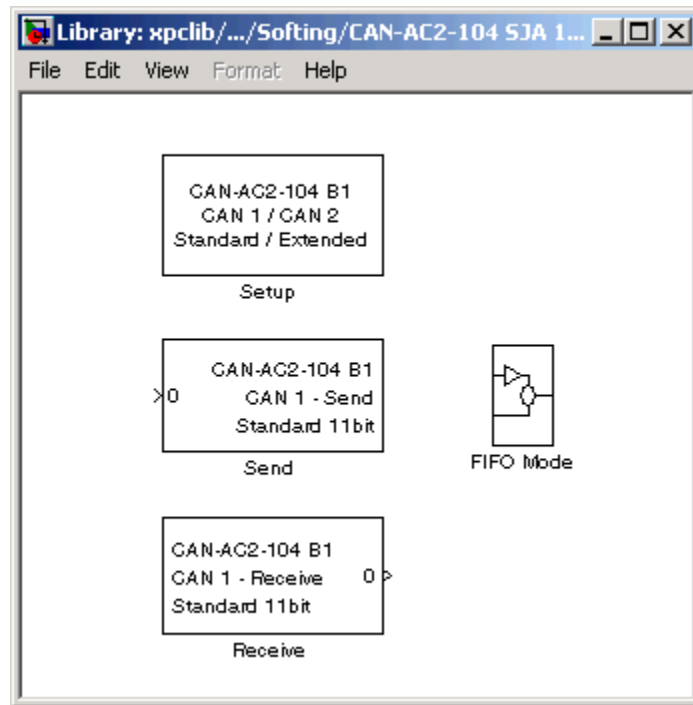 Library: xpclib/.../Softing/CAN-AC2-104 SJA 1...
File Edit View Format Help
CAN-AC2-104 B1
CAN 1 / CAN 2
Standard / Extended
Setup
CAN-AC2-104 B1
0 CAN 1 - Send
Standard 11bit
Send
FIFO Mode
CAN-AC2-104 B1
CAN 1 - Receive 0
Standard 11bit
Receive